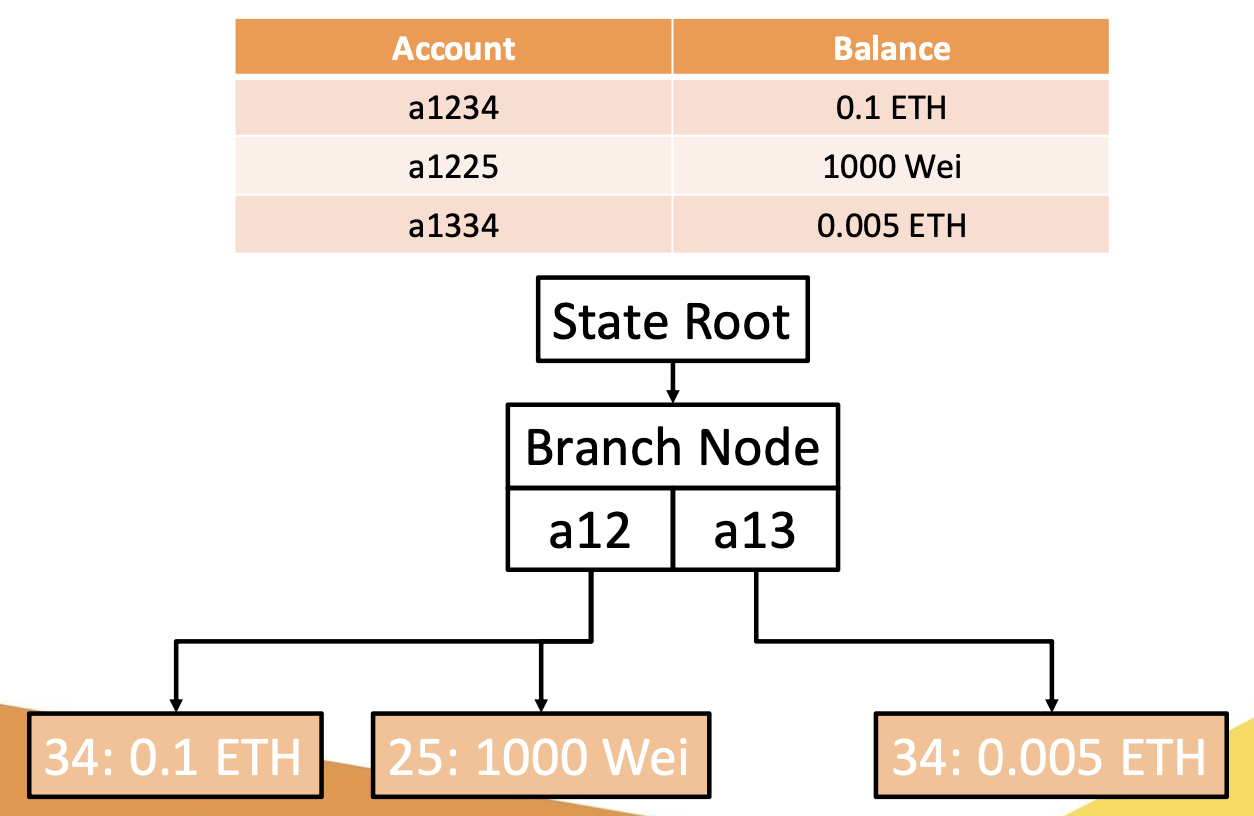 Account Balance
a1234 0.1 ETH
a1225 1000 Wei
a1334 0.005 ETH
State Root
Branch Node
a12 a13
34: 0.1 ETH 25: 1000 Wei 34: 0.005 ETH